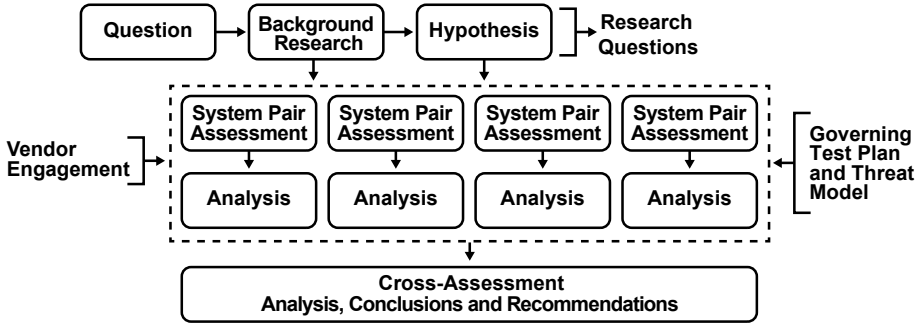 Question
Background
Research
Hypothesis
Research
Questions
System Pair
Assessment
System Pair
Assessment
System Pair
Assessment
System Pair
Assessment
Vendor
Engagement
Governing
Test Plan
and Threat
Model
Analysis
Analysis
Analysis
Analysis
Cross-Assessment
Analysis, Conclusions and Recommendations